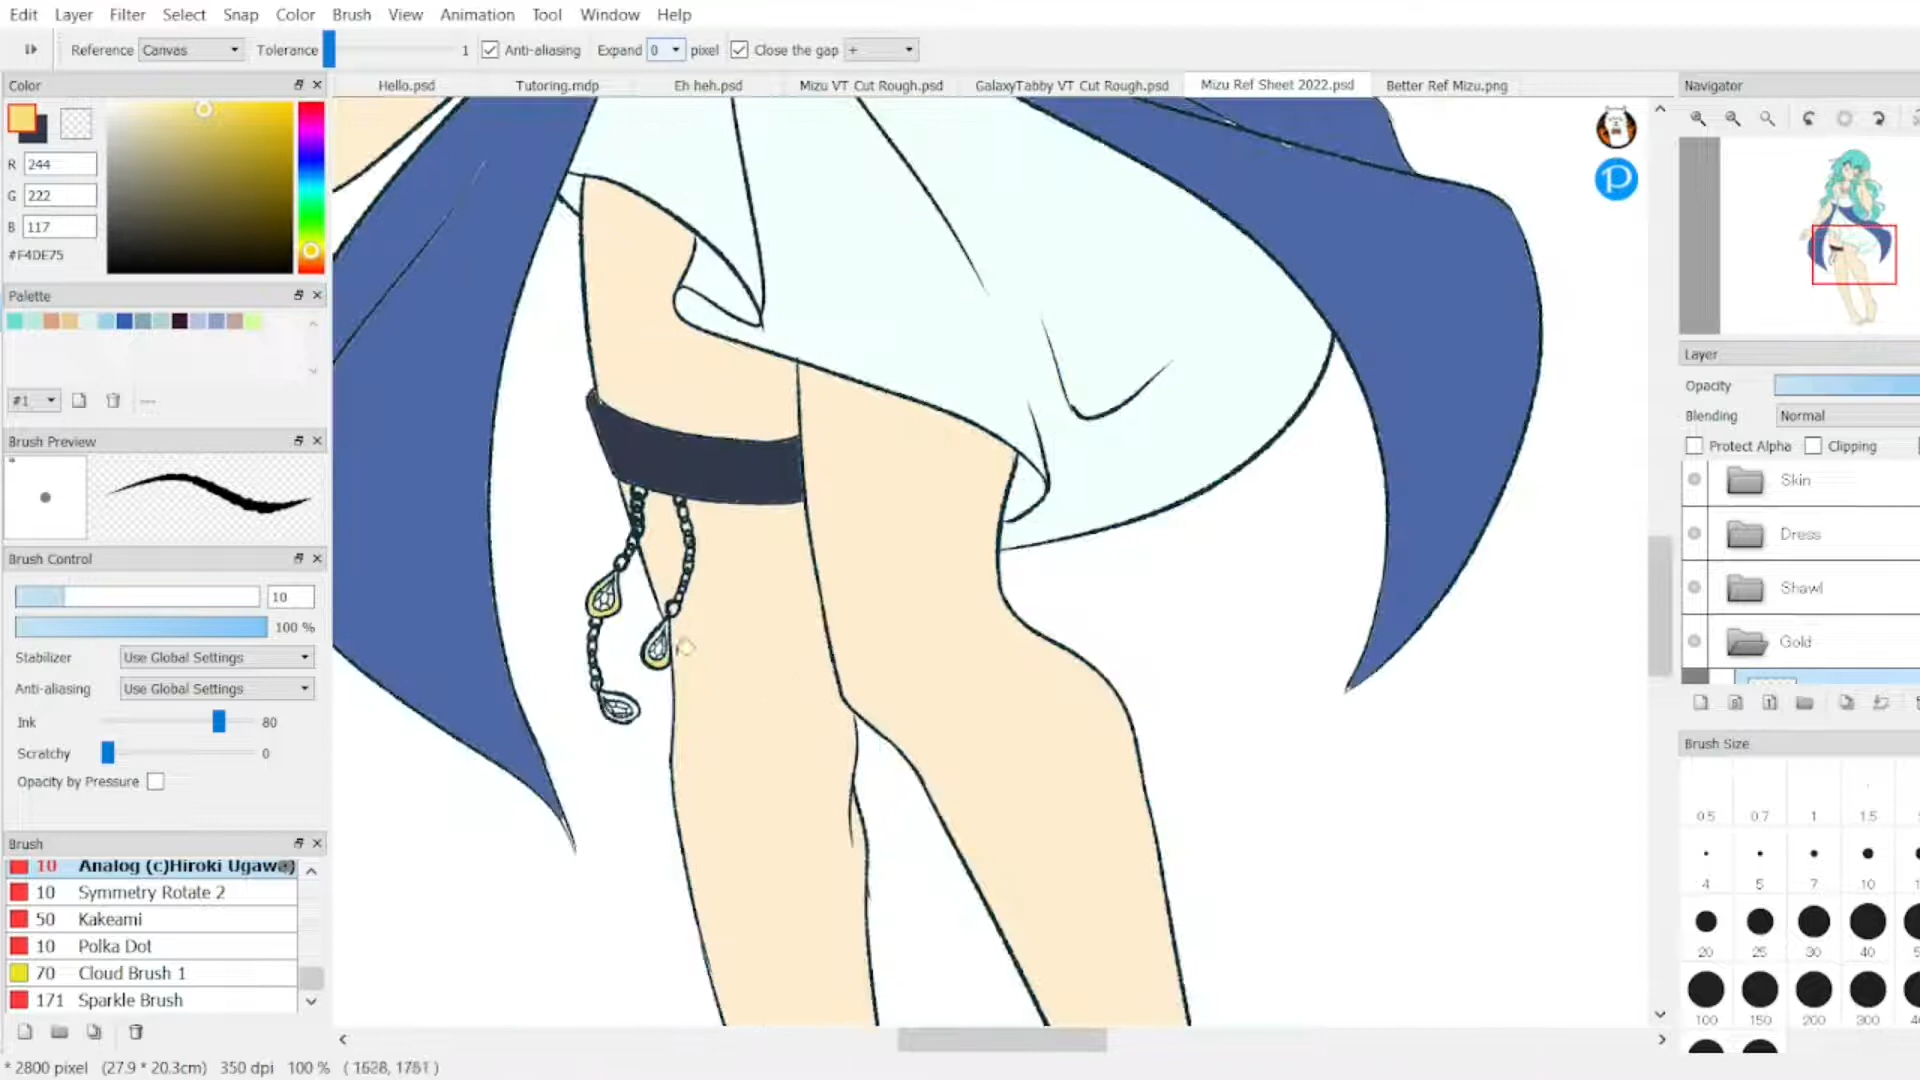 Edit Layer Filter Select Snap Color Brush View Animation Tool Window Help
Reference Canvas Tolerance 1 Anti-aliasing Expand 0 pixel Close the gap +
Color
Hello.psd Tutoring.mdp Eh heh.psd Mizu VT Cut Rough.psd GalaxyTabby VT Cut Rough.psd Mizu Ref Sheet 2022.psd Better Ref Mizu.png
Navigator
R 244
G 222
B 117
#F4DE75
Palette
#1
Brush Preview
Brush Control
10
100 %
Stabilizer Use Global Settings
Anti-aliasing Use Global Settings
Ink 80
Scratchy 0
Opacity by Pressure
Brush
10 Analog (c)Hiroki Ugawa
10 Symmetry Rotate 2
50 Kakeami
10 Polka Dot
70 Cloud Brush 1
171 Sparkle Brush
* 2800 pixel (27.9 * 20.3cm) 350 dpi 100 % ( 1628, 1781 )
P
Layer
Opacity
Blending Normal
Protect Alpha Clipping
Skin
Dress
Shawl
Gold
Brush Size
0.5 0.7 1 1.5
4 5 7 10
20 25 30 40
100 150 200 300